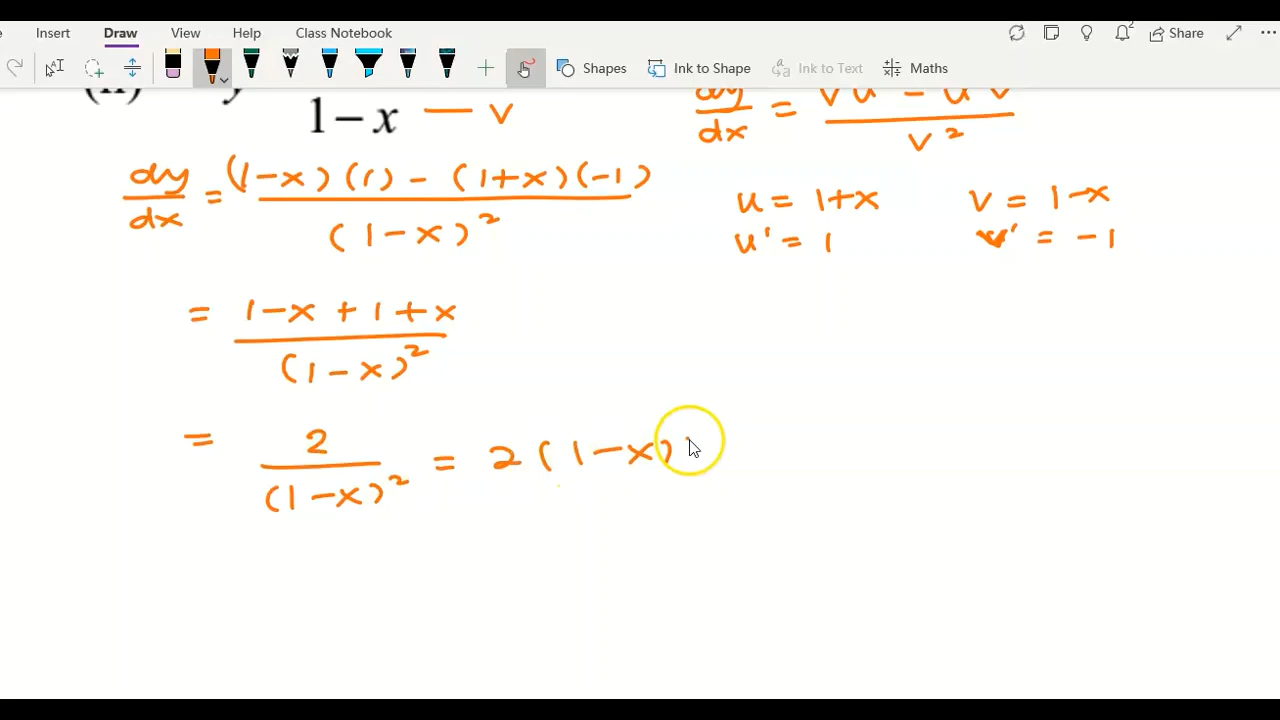 Insert Draw View Help Class Notebook 2 Share
Shapes Ink to Shape Ink to Text Maths
1 − x — v
dy/dx = (vu' − uv')/v²
dy/dx = ((1−x)(1) − (1+x)(−1))/(1−x)²
u = 1+x v = 1−x
u' = 1 v' = −1
= (1−x+1+x)/(1−x)²
= 2/(1−x)² = 2(1−x)